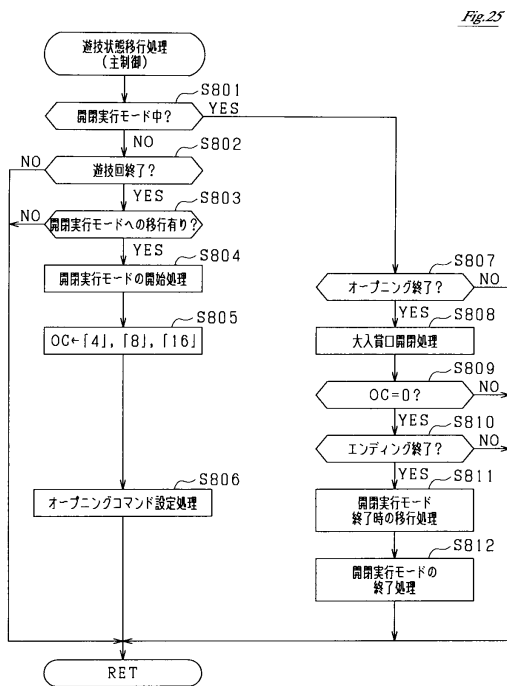 Fig.25
遊技状態移行処理
(主制御)
S801
開閉実行モード中?
YES
NO
S802
遊技回終了?
NO
YES
S803
開閉実行モードへの移行有り?
NO
YES
S804
開閉実行モードの開始処理
S805
OC←「4」,「8」,「16」
S806
オープニングコマンド設定処理
S807
オープニング終了?
NO
YES
S808
大入賞口開閉処理
S809
OC=0?
NO
YES
S810
エンディング終了?
NO
YES
S811
開閉実行モード
終了時の移行処理
S812
開閉実行モードの
終了処理
RET